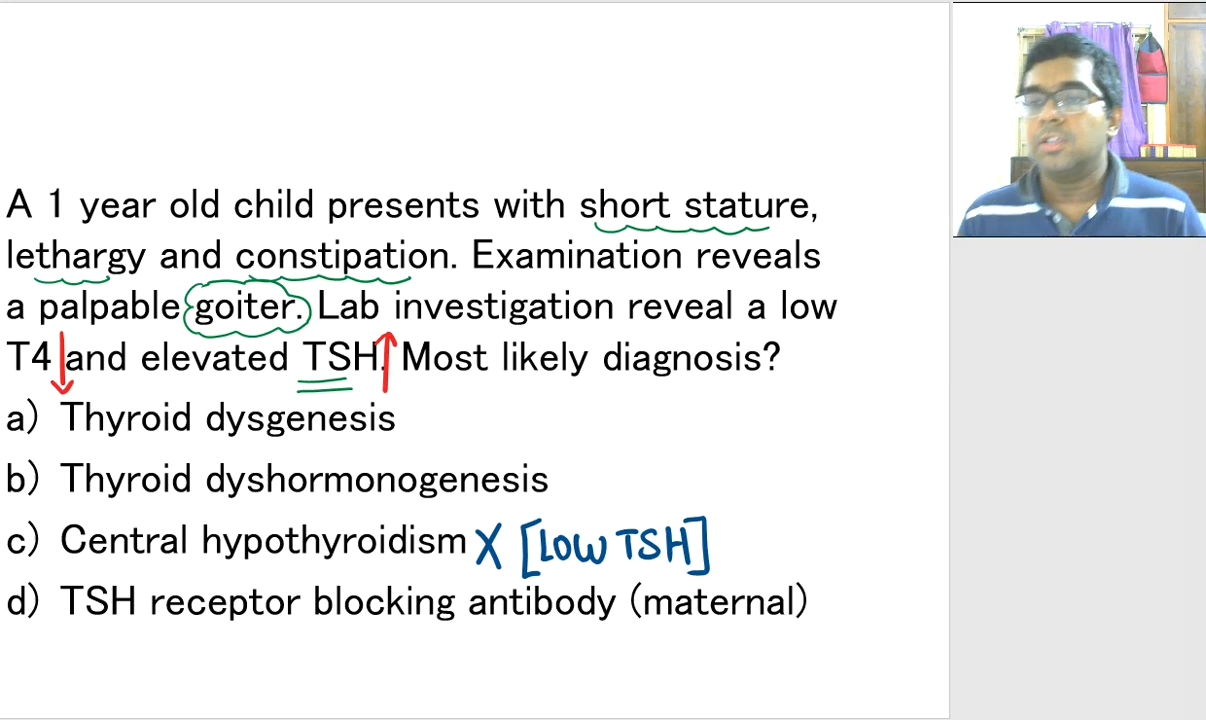 A 1 year old child presents with short stature,
lethargy and constipation. Examination reveals
a palpable goiter. Lab investigation reveal a low
T4 and elevated TSH. Most likely diagnosis?
a) Thyroid dysgenesis
b) Thyroid dyshormonogenesis
c) Central hypothyroidism X [LOW TSH]
d) TSH receptor blocking antibody (maternal)